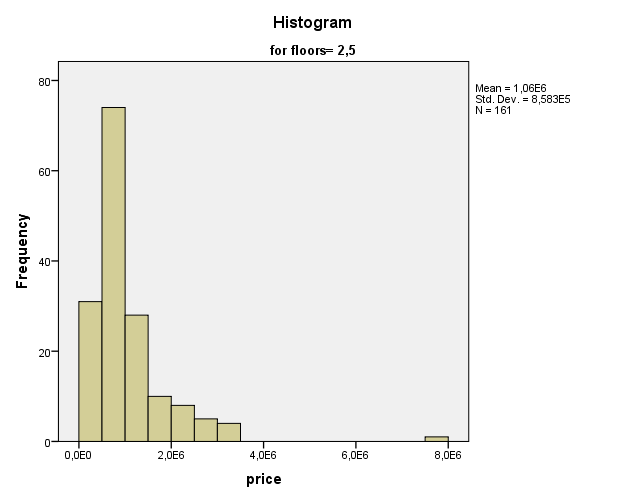 Histogram
for floors= 2,5
Mean = 1,06E6
Std. Dev. = 8,583E5
N = 161
Frequency
80
60
40
20
0
0,0E0 2,0E6 4,0E6 6,0E6 8,0E6
price